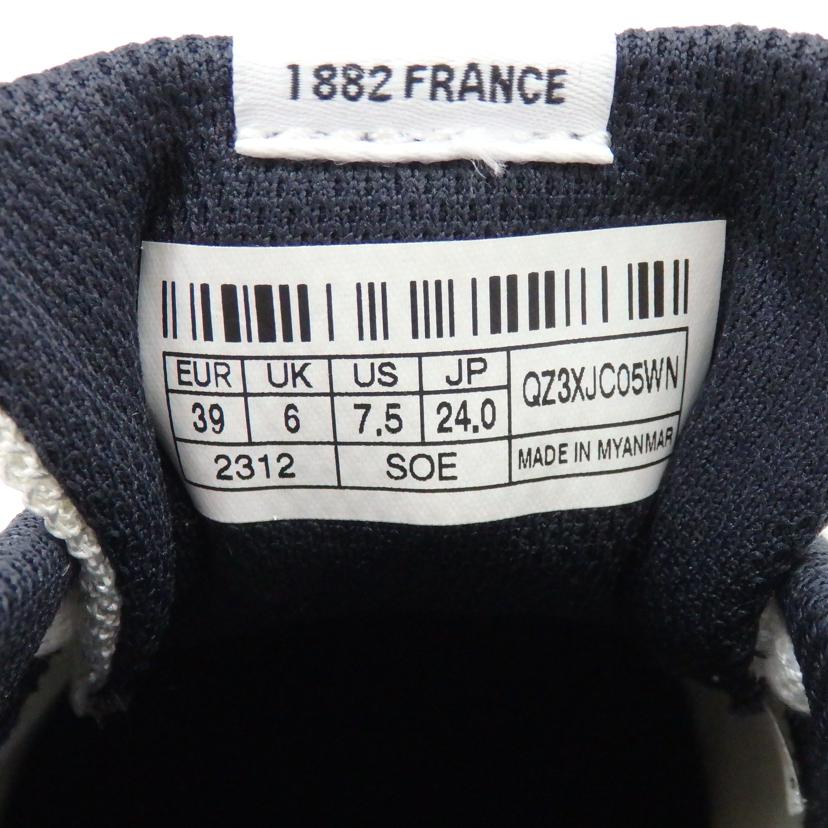 1882 FRANCE
EUR UK US JP QZ3XJC05WN
39 6 7.5 24.0
2312 SOE MADE IN MYANMAR